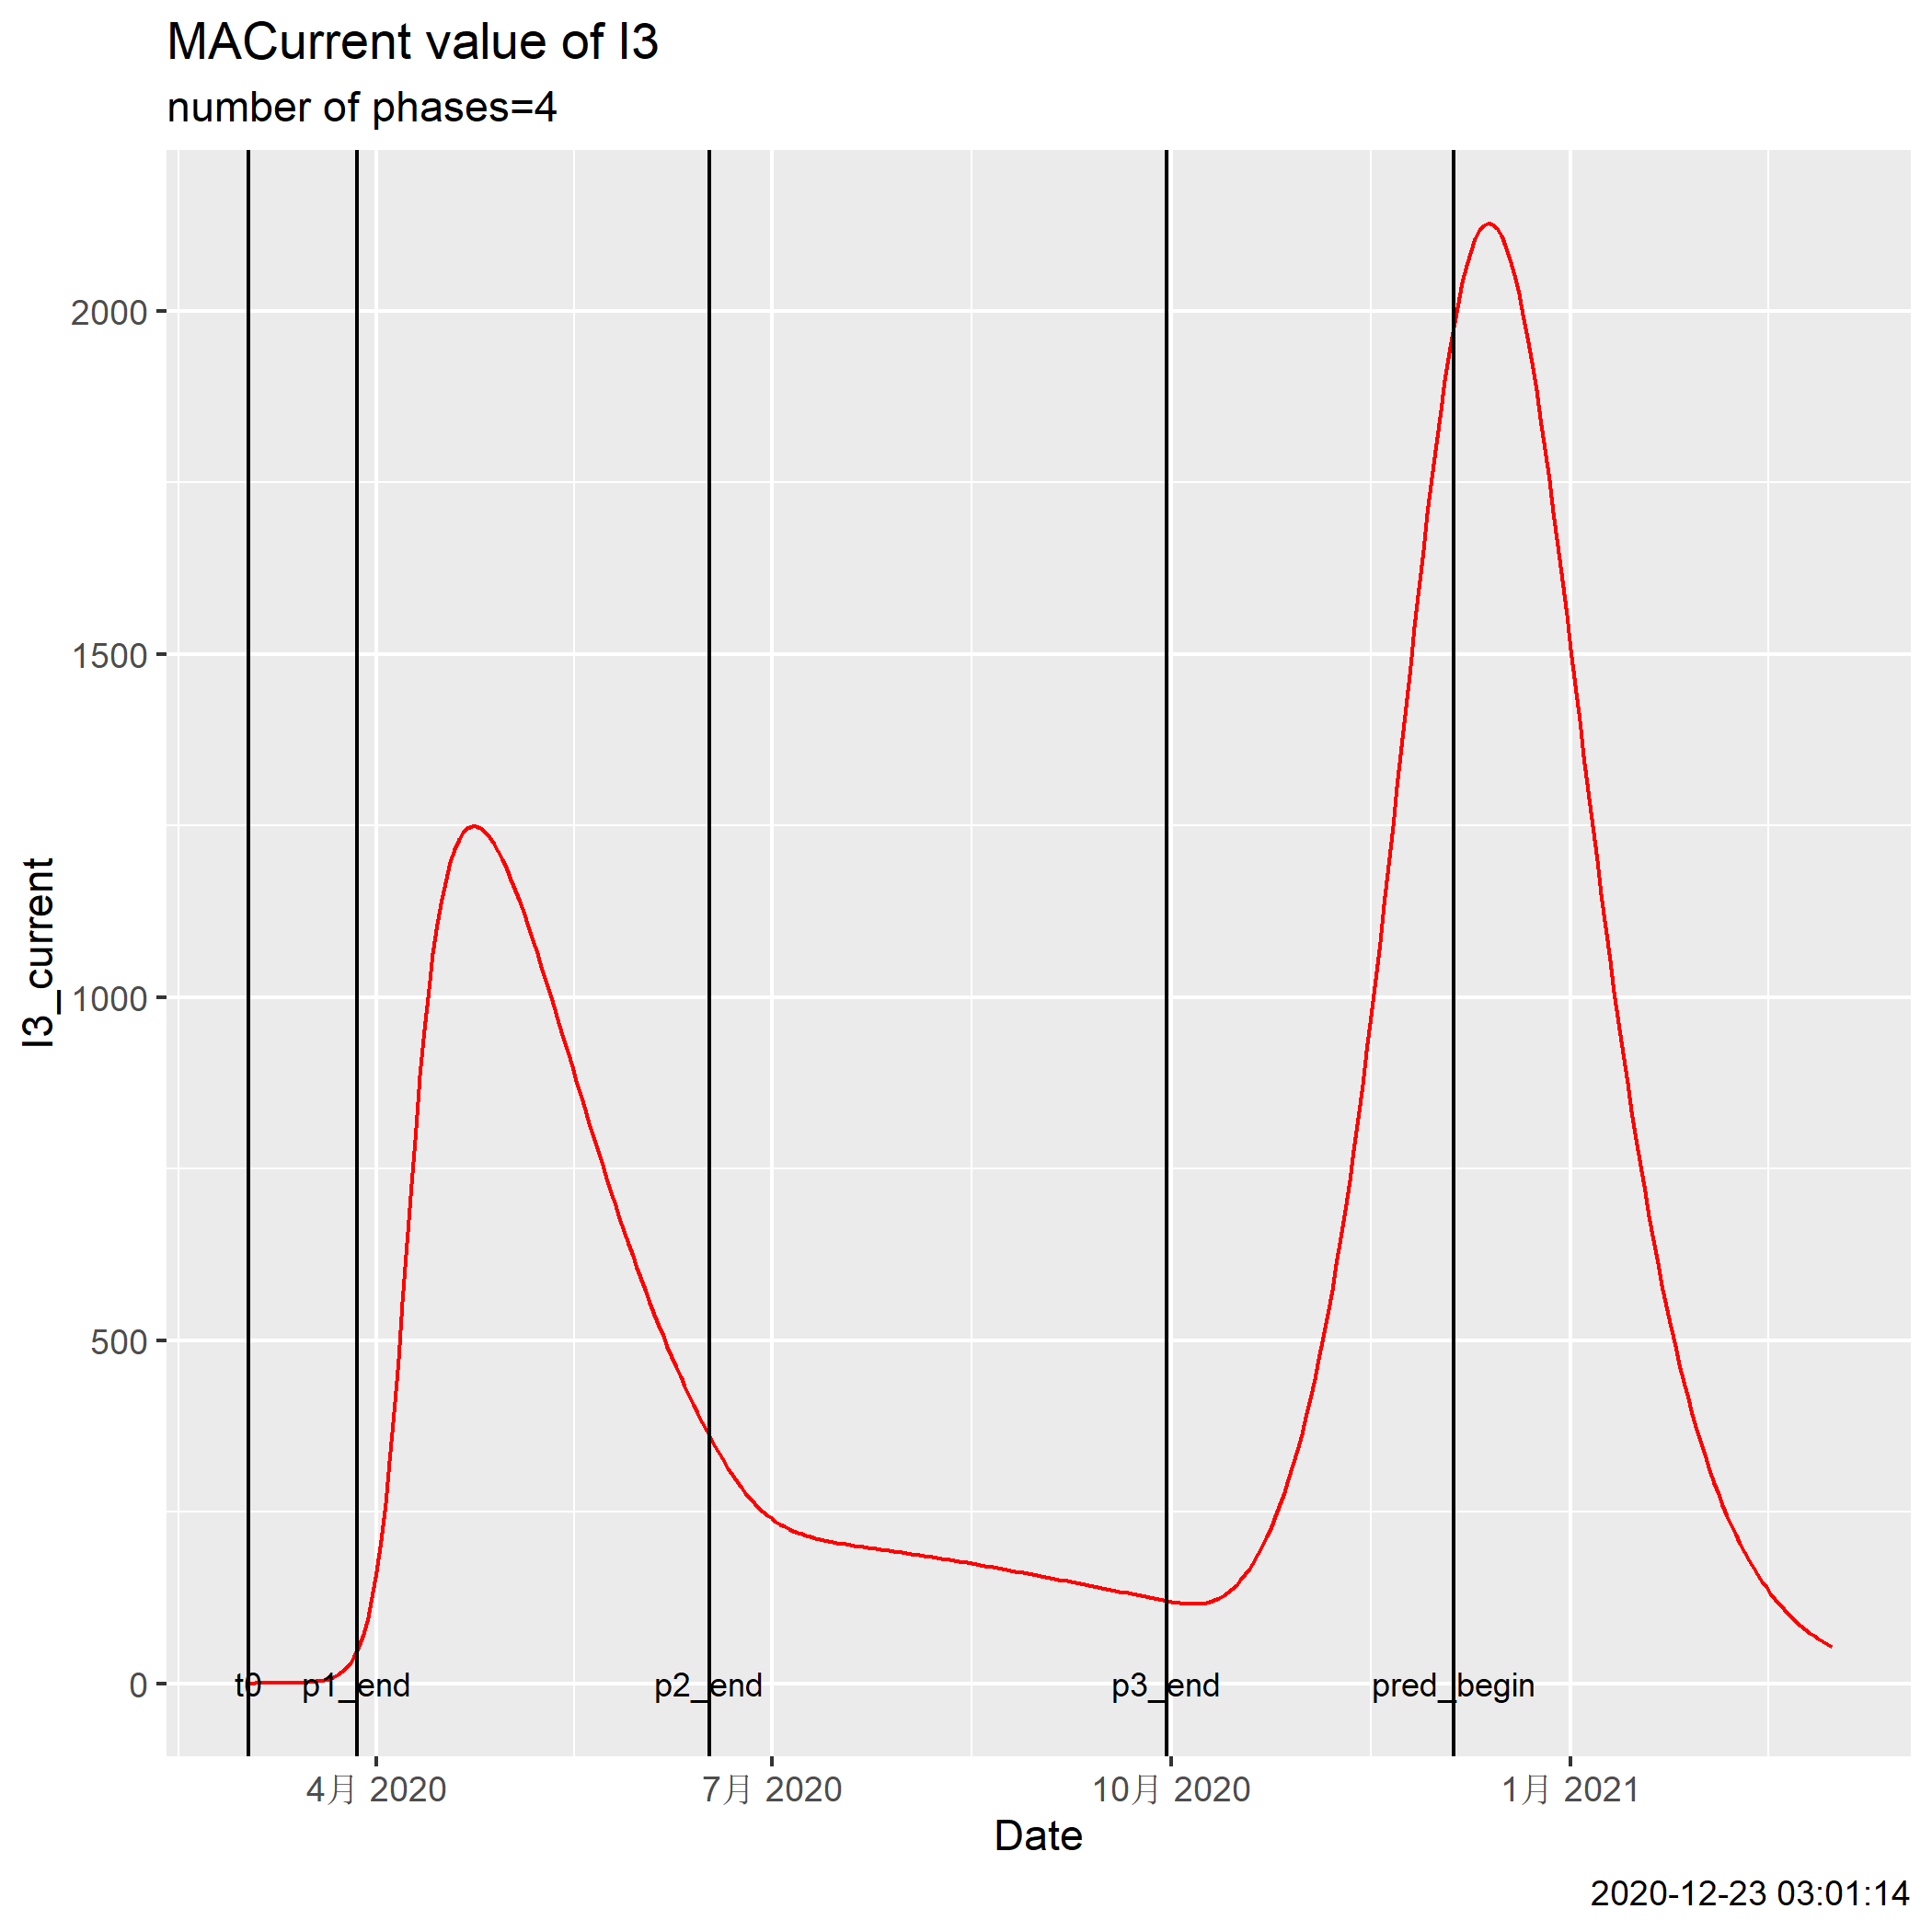 MACurrent value of I3
number of phases=4
2000
1500
1000
500
0
I3_current
t0
p1_end
p2_end
p3_end
pred_begin
4月 2020
7月 2020
10月 2020
1月 2021
Date
2020-12-23 03:01:14